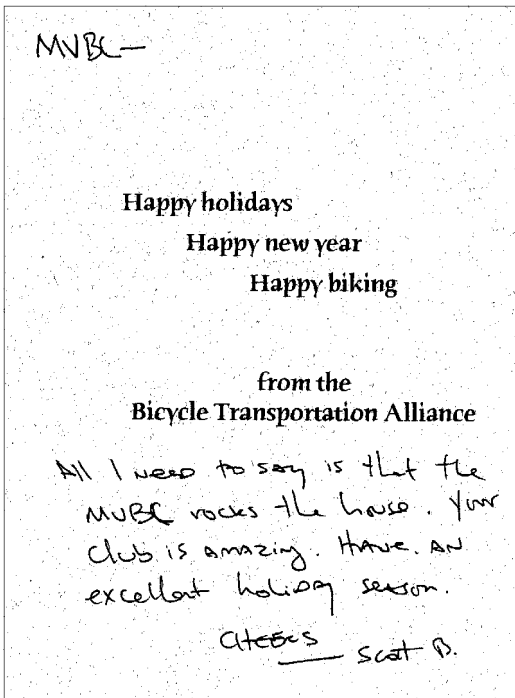 MVBC—
Happy holidays
Happy new year
Happy biking
from the
Bicycle Transportation Alliance
All I need to say is that the
MVBC rocks the house. Your
club is amazing. Have an
excellent holiday season.
Cheers
— Scott B.